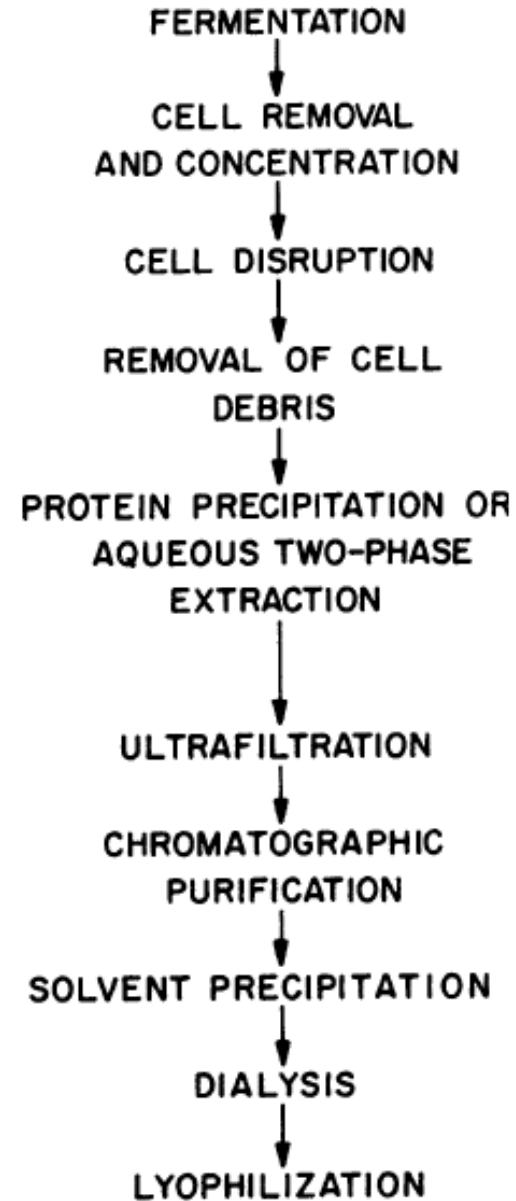 FERMENTATION
CELL REMOVAL
AND CONCENTRATION
CELL DISRUPTION
REMOVAL OF CELL
DEBRIS
PROTEIN PRECIPITATION OR
AQUEOUS TWO-PHASE
EXTRACTION
ULTRAFILTRATION
CHROMATOGRAPHIC
PURIFICATION
SOLVENT PRECIPITATION
DIALYSIS
LYOPHILIZATION